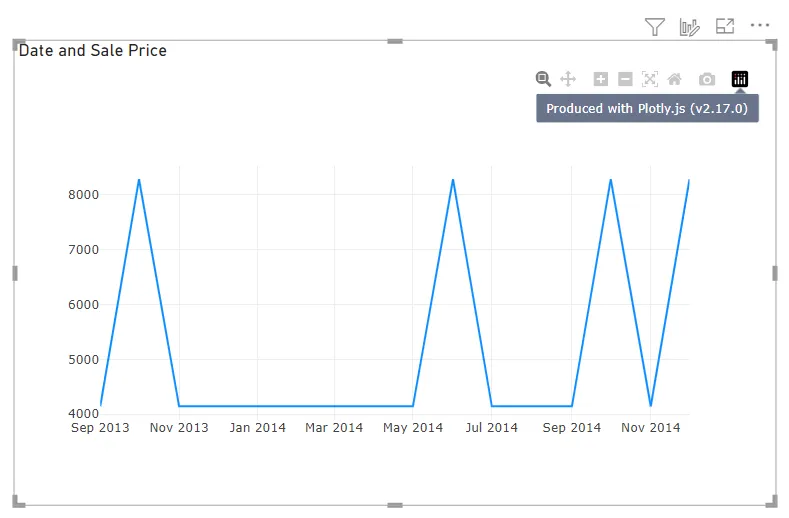 Date and Sale Price
Produced with Plotly.js (v2.17.0)
8000
7000
6000
5000
4000
Sep 2013 Nov 2013 Jan 2014 Mar 2014 May 2014 Jul 2014 Sep 2014 Nov 2014